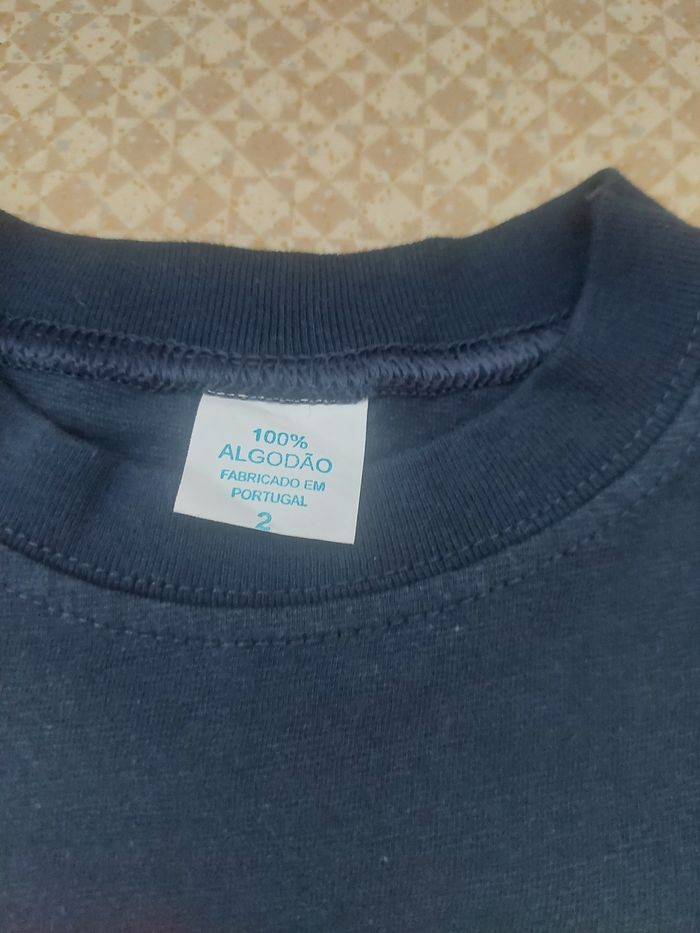 100%
ALGODÃO
FABRICADO EM
PORTUGAL
2